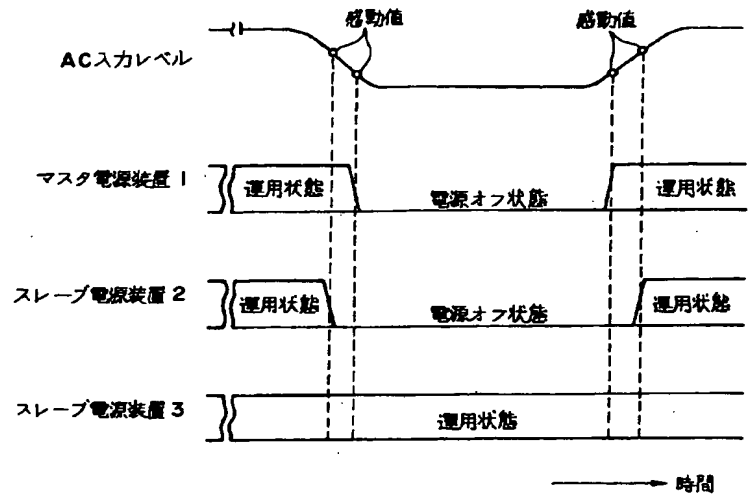 感動値
感動値
AC入力レベル
マスタ電源装置1
運用状態
電源オフ状態
運用状態
スレーブ電源装置2
運用状態
電源オフ状態
運用状態
スレーブ電源装置3
運用状態
時間